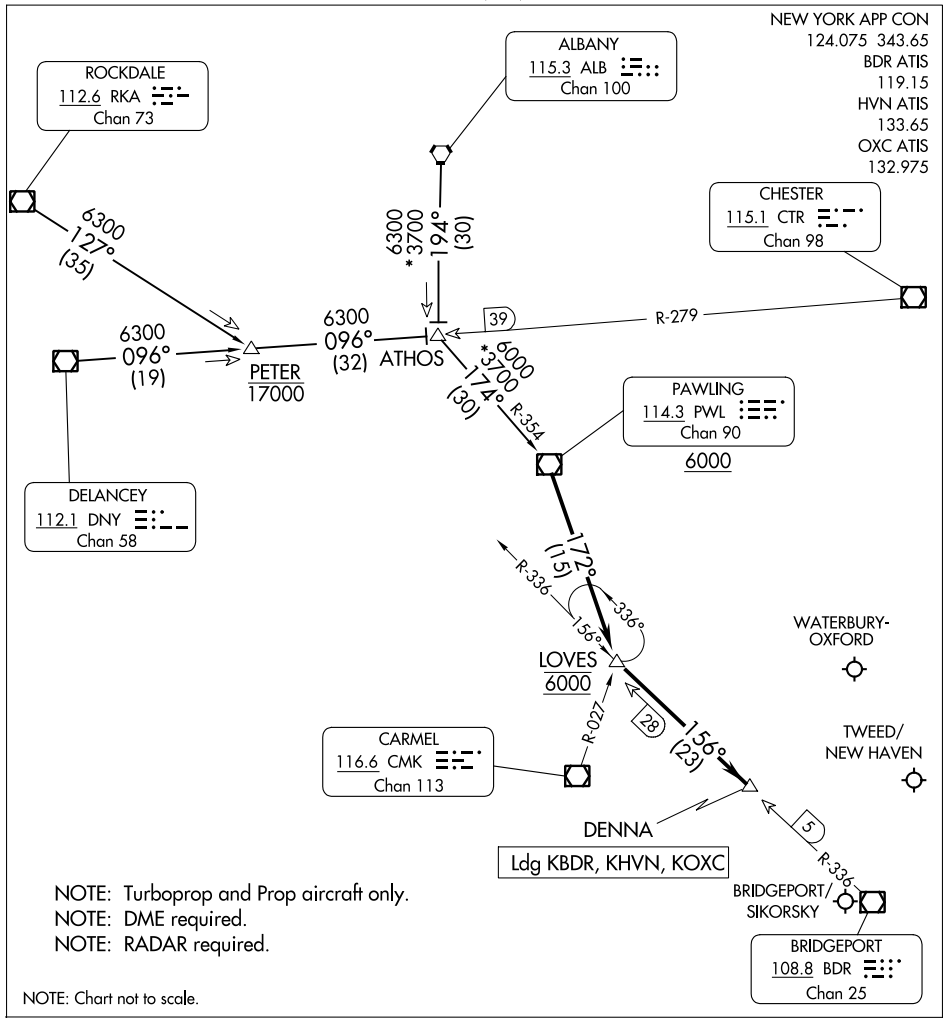 NEW YORK APP CON
124.075 343.65
BDR ATIS
119.15
HVN ATIS
133.65
OXC ATIS
132.975
ALBANY
115.3 ALB
Chan 100
ROCKDALE
112.6 RKA
Chan 73
CHESTER
115.1 CTR
Chan 98
6300
127°
(35)
6300
*3700
194°
(30)
39
R-279
6300
096°
(19)
6300
096°
(32)
PETER
17000
ATHOS
6000
*3700
174°
(30)
R-354
PAWLING
114.3 PWL
Chan 90
6000
DELANCEY
112.1 DNY
Chan 58
172°
(15)
R-336
156°
336°
LOVES
6000
WATERBURY-
OXFORD
R-027
28
156°
(23)
CARMEL
116.6 CMK
Chan 113
TWEED/
NEW HAVEN
DENNA
Ldg KBDR, KHVN, KOXC
5
R-336
BRIDGEPORT/
SIKORSKY
BRIDGEPORT
108.8 BDR
Chan 25
NOTE: Turboprop and Prop aircraft only.
NOTE: DME required.
NOTE: RADAR required.
NOTE: Chart not to scale.